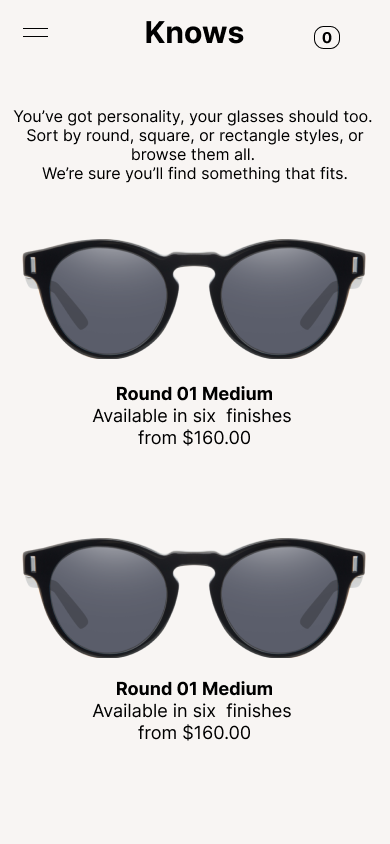 Knows
0
You’ve got personality, your glasses should too.
Sort by round, square, or rectangle styles, or
browse them all.
We’re sure you’ll find something that fits.
Round 01 Medium
Available in six  finishes
from $160.00
Round 01 Medium
Available in six  finishes
from $160.00